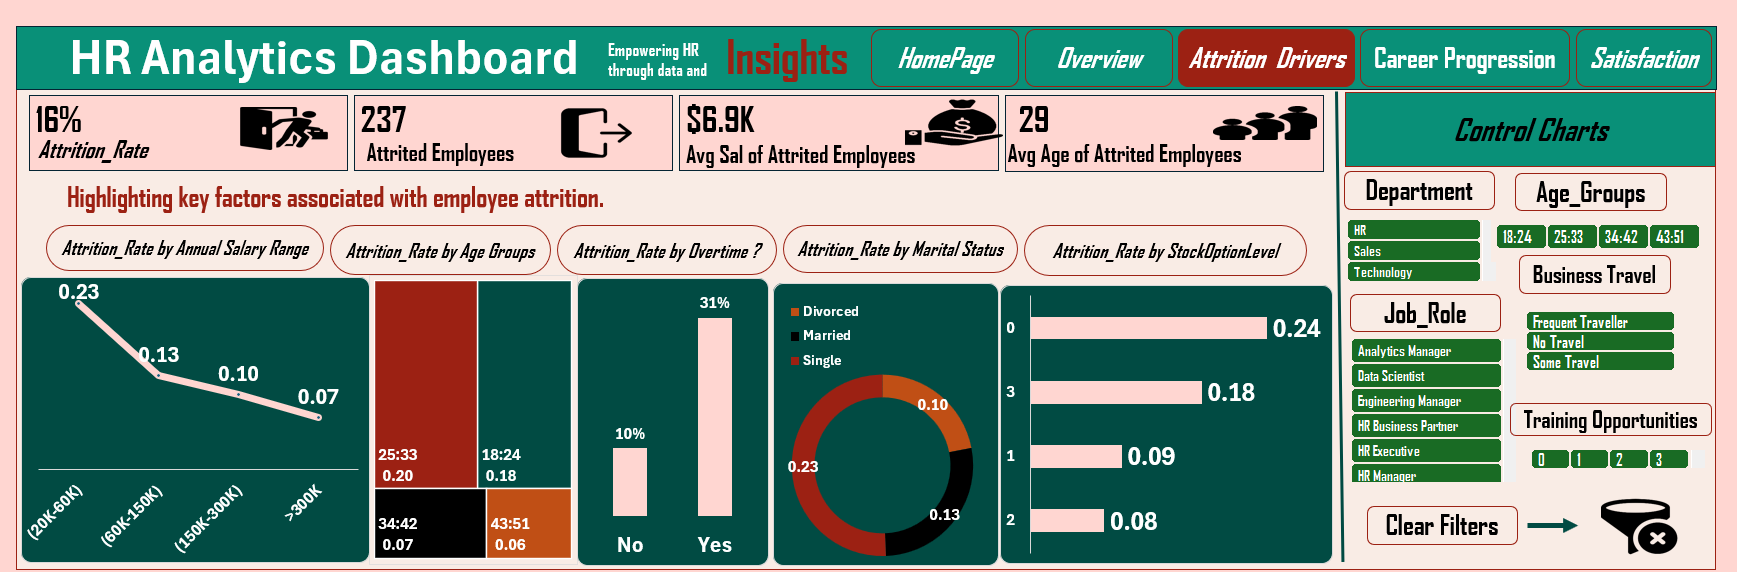 HR Analytics Dashboard
Empowering HR
through data and
Insights
HomePage
Overview
Attrition Drivers
Career Progression
Satisfaction
16%
Attrition_Rate
237
Attrited Employees
$6.9K
Avg Sal of Attrited Employees
29
Avg Age of Attrited Employees
Highlighting key factors associated with employee attrition.
Attrition_Rate by Annual Salary Range
0.23
0.13
0.10
0.07
(20K-60K)
(60K-150K)
(150K-300K)
>300K
Attrition_Rate by Age Groups
25:33
0.20
18:24
0.18
34:42
0.07
43:51
0.06
Attrition_Rate by Overtime ?
10%
31%
No
Yes
Attrition_Rate by Marital Status
Divorced
Married
Single
0.10
0.23
0.13
Attrition_Rate by StockOptionLevel
0
0.24
3
0.18
1
0.09
2
0.08
Control Charts
Department
HR
Sales
Technology
Age_Groups
18:24
25:33
34:42
43:51
Business Travel
Frequent Traveller
No Travel
Some Travel
Job_Role
Analytics Manager
Data Scientist
Engineering Manager
HR Business Partner
HR Executive
HR Manager
Training Opportunities
0
1
2
3
Clear Filters